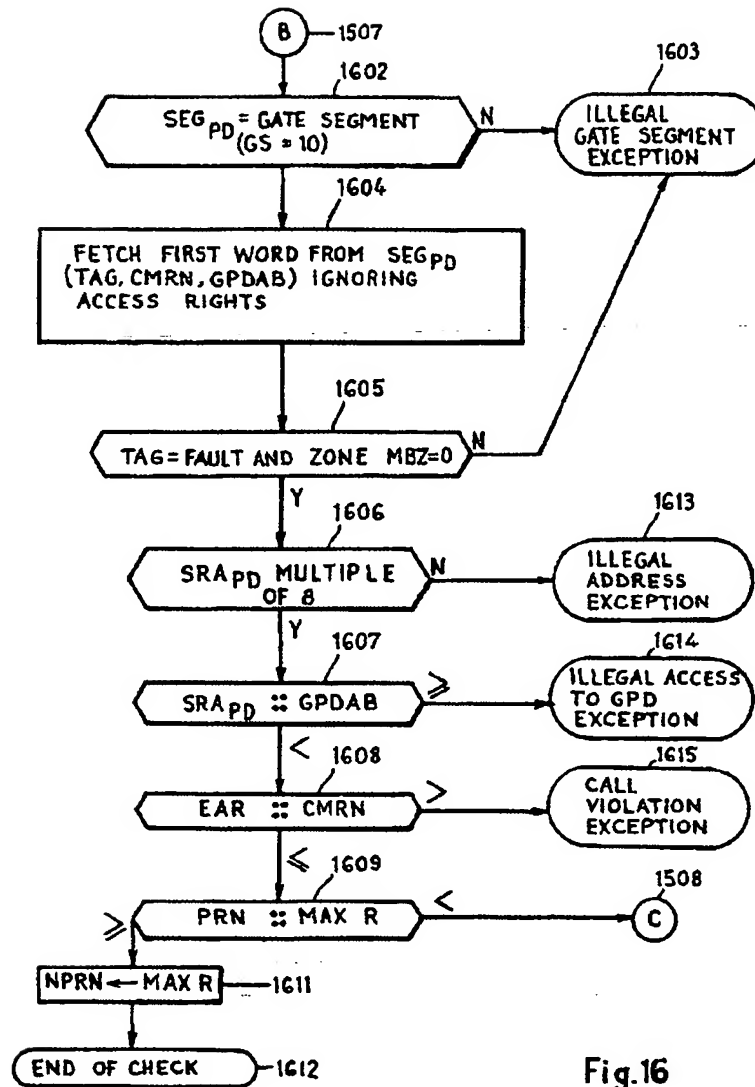 B
1507
1602
1603
SEG PD = GATE SEGMENT
(GS = 10)
N
ILLEGAL
GATE SEGMENT
EXCEPTION
1604
FETCH FIRST WORD FROM SEG PD
(TAG, CMRN, GPDAB) IGNORING
ACCESS RIGHTS
1605
TAG = FAULT AND ZONE MBZ=0
N
Y
1606
SRA PD MULTIPLE
OF 8
N
1613
ILLEGAL
ADDRESS
EXCEPTION
Y
1607
SRA PD :: GPDAB
≥
1614
ILLEGAL ACCESS
TO GPD
EXCEPTION
<
1608
EAR :: CMRN
>
1615
CALL
VIOLATION
EXCEPTION
≤
1609
PRN :: MAX R
<
1508
C
≥
NPRN ← MAX R
1611
END OF CHECK
1612
Fig.16